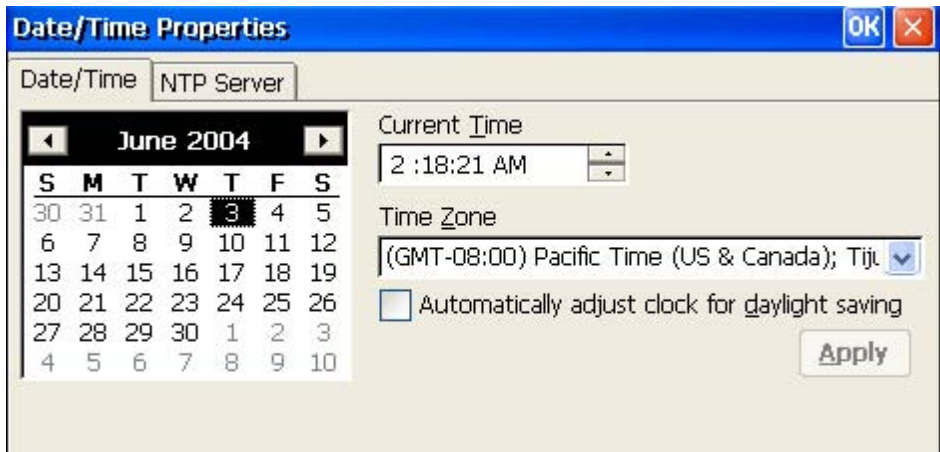 Date/Time Properties OK
Date/Time NTP Server
June 2004
S M T W T F S
30 31 1 2 3 4 5
6 7 8 9 10 11 12
13 14 15 16 17 18 19
20 21 22 23 24 25 26
27 28 29 30 1 2 3
4 5 6 7 8 9 10
Current Time
2 :18:21 AM
Time Zone
(GMT-08:00) Pacific Time (US & Canada); Tiju
Automatically adjust clock for daylight saving
Apply